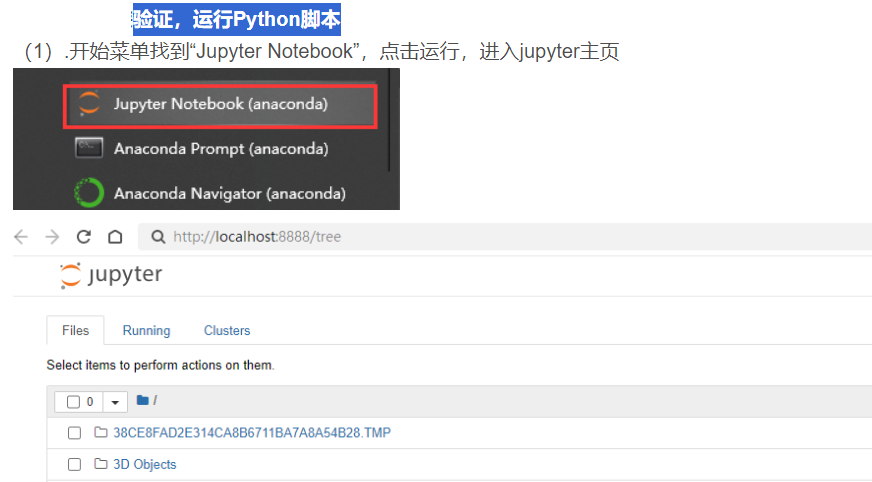 验证，运行Python脚本
（1）.开始菜单找到“Jupyter Notebook”，点击运行，进入jupyter主页
Jupyter Notebook (anaconda)
Anaconda Prompt (anaconda)
Anaconda Navigator (anaconda)
http://localhost:8888/tree
jupyter
Files Running Clusters
Select items to perform actions on them.
0 /
38CE8FAD2E314CA8B6711BA7A8A54B28.TMP
3D Objects